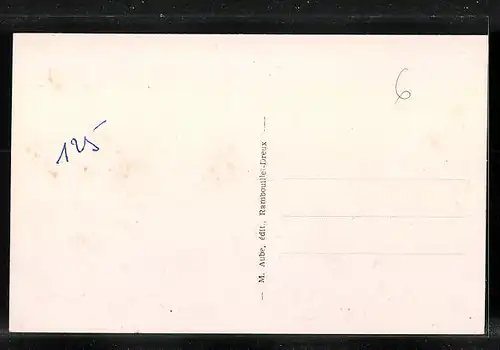 125
6
— M. Aube, édit., Rambouillet-Dreux —